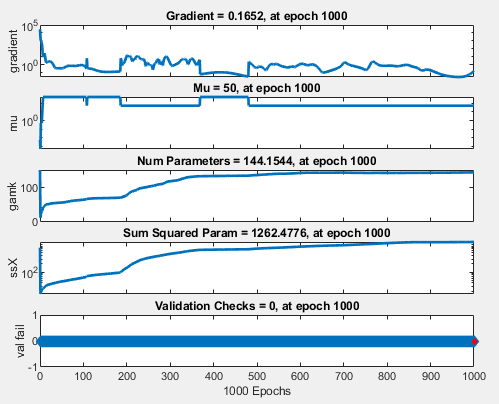 Gradient = 0.1652, at epoch 1000
gradient
10^5
10^0
Mu = 50, at epoch 1000
mu
10^0
Num Parameters = 144.1544, at epoch 1000
gamk
100
0
Sum Squared Param = 1262.4776, at epoch 1000
ssX
10^2
Validation Checks = 0, at epoch 1000
val fail
1
0
-1
0 100 200 300 400 500 600 700 800 900 1000
1000 Epochs